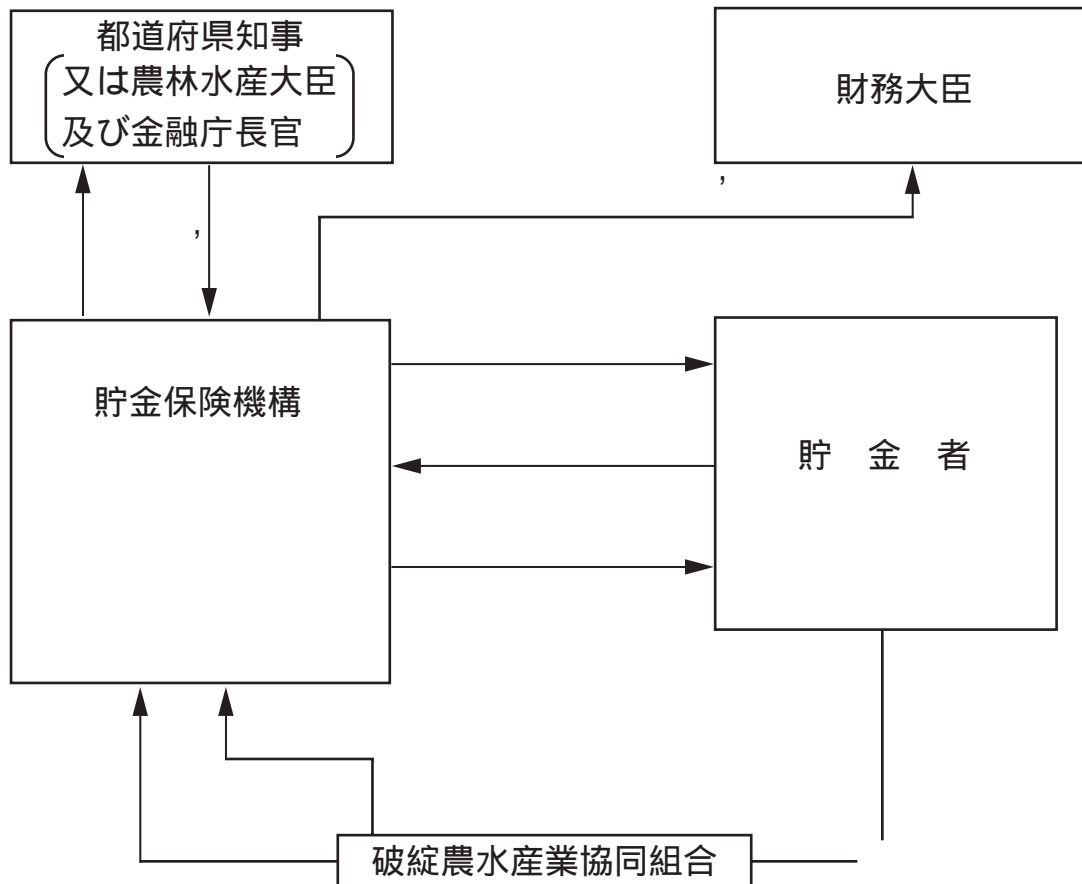 都道府県知事
又は農林水産大臣
及び金融庁長官
財務大臣
,
,
貯金保険機構
貯 金 者
破綻農水産業協同組合